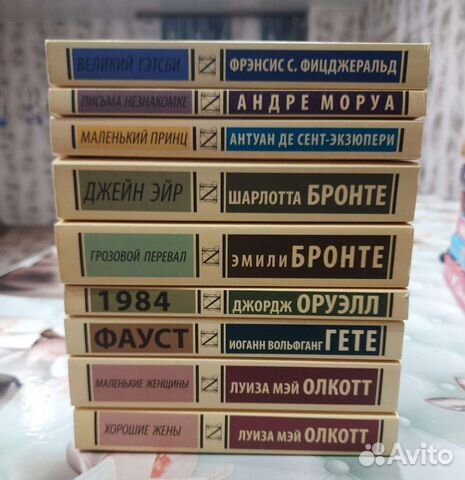 ВЕЛИКИЙ ГЭТСБИ ФРЭНСИС С. ФИЦДЖЕРАЛЬД
ПИСЬМА НЕЗНАКОМКЕ АНДРЕ МОРУА
МАЛЕНЬКИЙ ПРИНЦ АНТУАН ДЕ СЕНТ-ЭКЗЮПЕРИ
ДЖЕЙН ЭЙР ШАРЛОТТА БРОНТЕ
ГРОЗОВОЙ ПЕРЕВАЛ ЭМИЛИ БРОНТЕ
1984 ДЖОРДЖ ОРУЭЛЛ
ФАУСТ ИОГАНН ВОЛЬФГАНГ ГЕТЕ
МАЛЕНЬКИЕ ЖЕНЩИНЫ ЛУИЗА МЭЙ ОЛКОТТ
ХОРОШИЕ ЖЕНЫ ЛУИЗА МЭЙ ОЛКОТТ
Avito